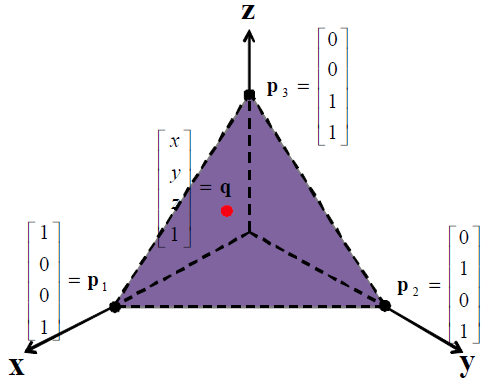 z
p₃ = [0 0 1 1]
[x y z 1] = q
[1 0 0 1] = p₁
p₂ = [0 1 0 1]
x
y